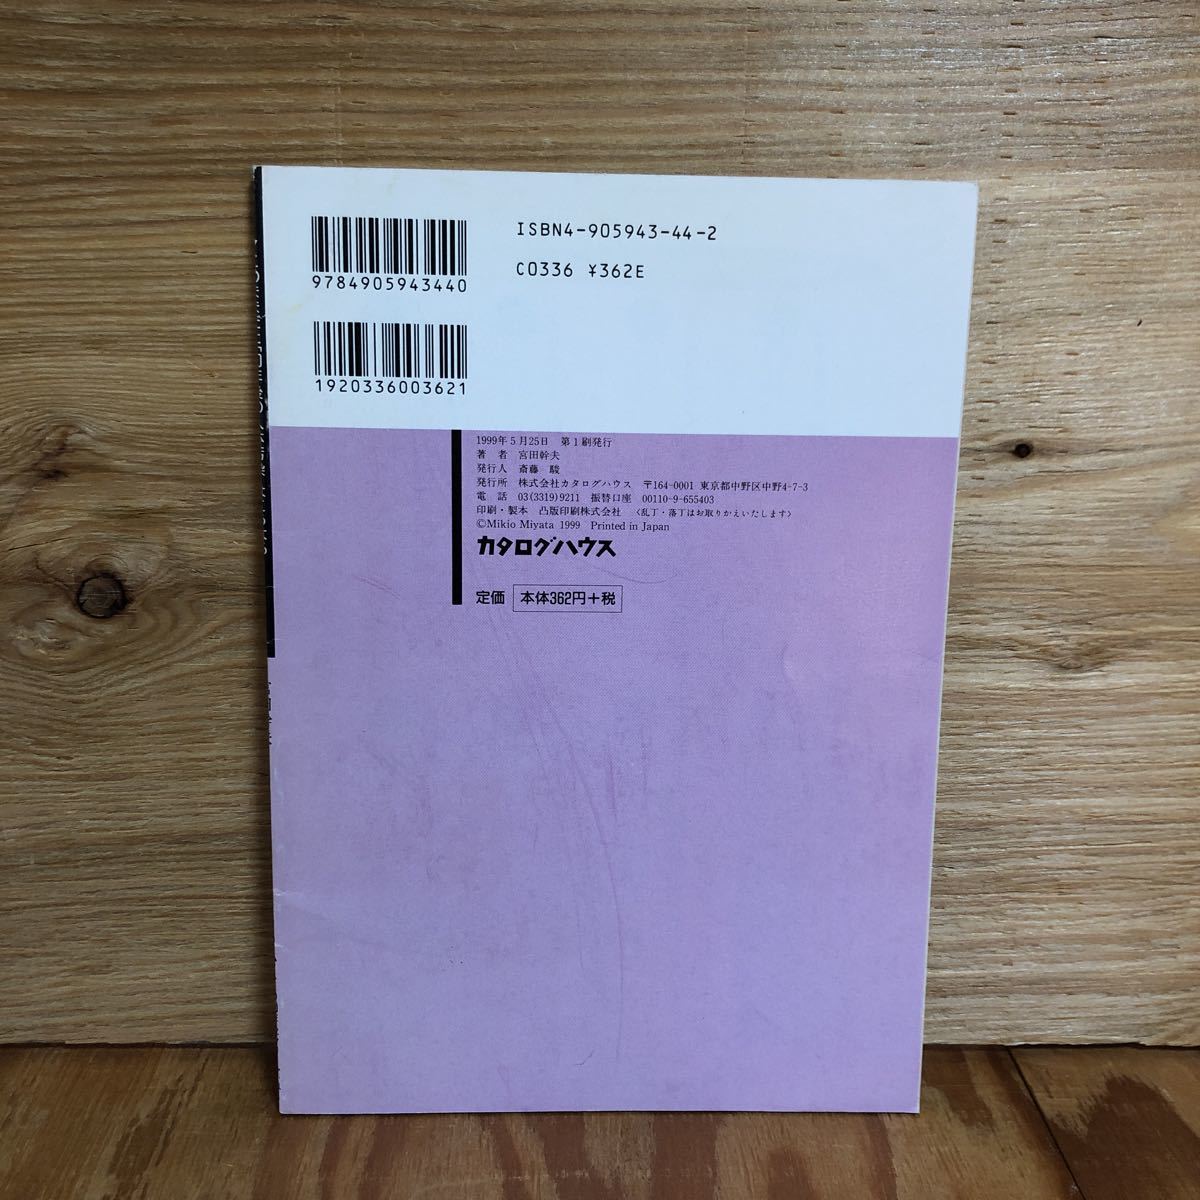 ISBN4-905943-44-2
C0336 ¥362E
9784905943440
1920336003621
1999年5月25日 第1刷発行
著 者 宮田幹夫
発行人 斎藤 駿
発行所 株式会社カタログハウス 〒164-0001 東京都中野区中野4-7-3
電 話 03(3319)9211 振替口座 00110-9-655403
印刷・製本 凸版印刷株式会社 〈乱丁・落丁はお取りかえいたします〉
©Mikio Miyata 1999 Printed in Japan
カタログハウス
定価 本体362円+税